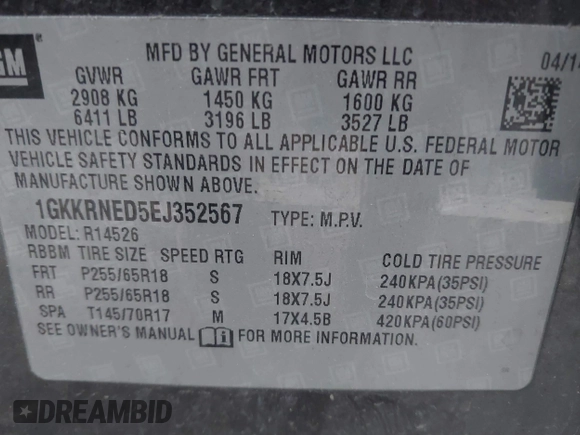 GM
MFD BY GENERAL MOTORS LLC 04/14
GVWR GAWR FRT GAWR RR
2908 KG 1450 KG 1600 KG
6411 LB 3196 LB 3527 LB
THIS VEHICLE CONFORMS TO ALL APPLICABLE U.S. FEDERAL MOTOR
VEHICLE SAFETY STANDARDS IN EFFECT ON THE DATE OF
MANUFACTURE SHOWN ABOVE.
1GKKRNED5EJ352567 TYPE: M.P.V.
MODEL: R14526
RBBM TIRE SIZE SPEED RTG RIM COLD TIRE PRESSURE
FRT P255/65R18 S 18X7.5J 240KPA(35PSI)
RR P255/65R18 S 18X7.5J 240KPA(35PSI)
SPA T145/70R17 M 17X4.5B 420KPA(60PSI)
SEE OWNER'S MANUAL FOR MORE INFORMATION.
DREAMBID